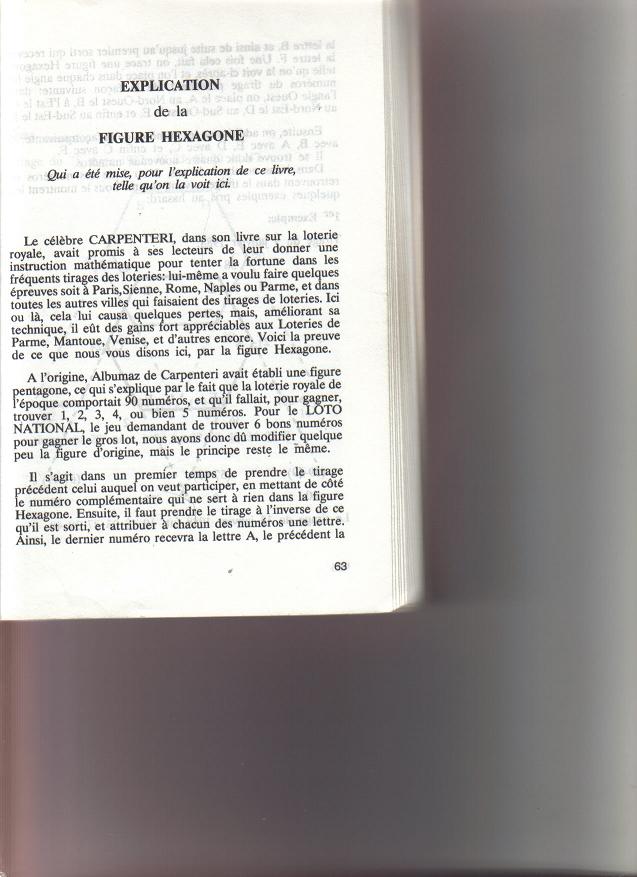 EXPLICATION
de la
FIGURE HEXAGONE
Qui a été mise, pour l'explication de ce livre,
telle qu'on la voit ici.
Le célèbre CARPENTERI, dans son livre sur la loterie
royale, avait promis à ses lecteurs de leur donner une
instruction mathématique pour tenter la fortune dans les
fréquents tirages des loteries: lui-même a voulu faire quelques
épreuves soit à Paris,Sienne, Rome, Naples ou Parme, et dans
toutes les autres villes qui faisaient des tirages de loteries. Ici
ou là, cela lui causa quelques pertes, mais, améliorant sa
technique, il eût des gains fort appréciables aux Loteries de
Parme, Mantoue, Venise, et d'autres encore. Voici la preuve
de ce que nous vous disons ici, par la figure Hexagone.
A l'origine, Albumaz de Carpenteri avait établi une figure
pentagone, ce qui s'explique par le fait que la loterie royale de
l'époque comportait 90 numéros, et qu'il fallait, pour gagner,
trouver 1, 2, 3, 4, ou bien 5 numéros. Pour le LOTO
NATIONAL, le jeu demandant de trouver 6 bons numéros
pour gagner le gros lot, nous avons donc dû modifier quelque
peu la figure d'origine, mais le principe reste le même.
Il s'agit dans un premier temps de prendre le tirage
précédent celui auquel on veut participer, en mettant de côté
le numéro complémentaire qui ne sert à rien dans la figure
Hexagone. Ensuite, il faut prendre le tirage à l'inverse de ce
qu'il est sorti, et attribuer à chacun des numéros une lettre.
Ainsi, le dernier numéro recevra la lettre A, le précédent la
63